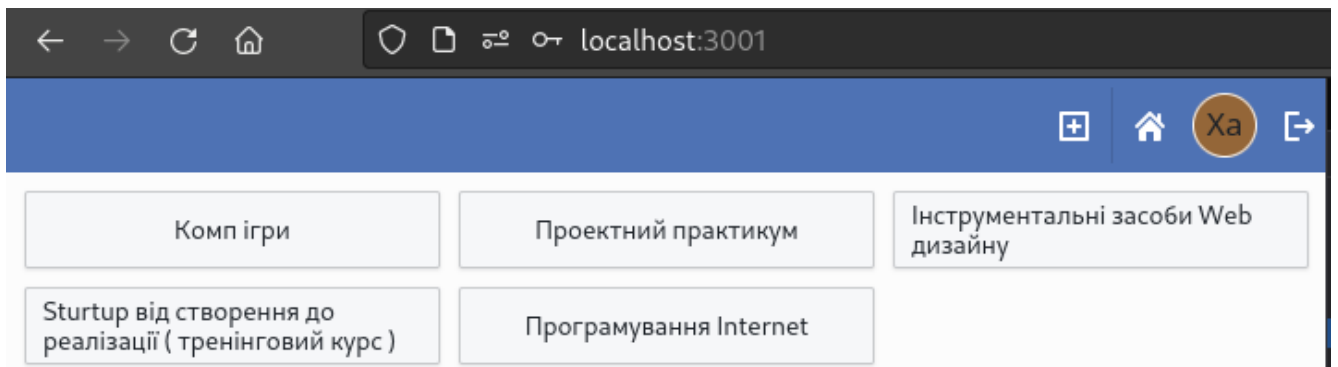 localhost:3001
Xa
Комп ігри
Проектний практикум
Інструментальні засоби Web
дизайну
Sturtup від створення до
реалізації ( тренінговий курс )
Програмування Internet